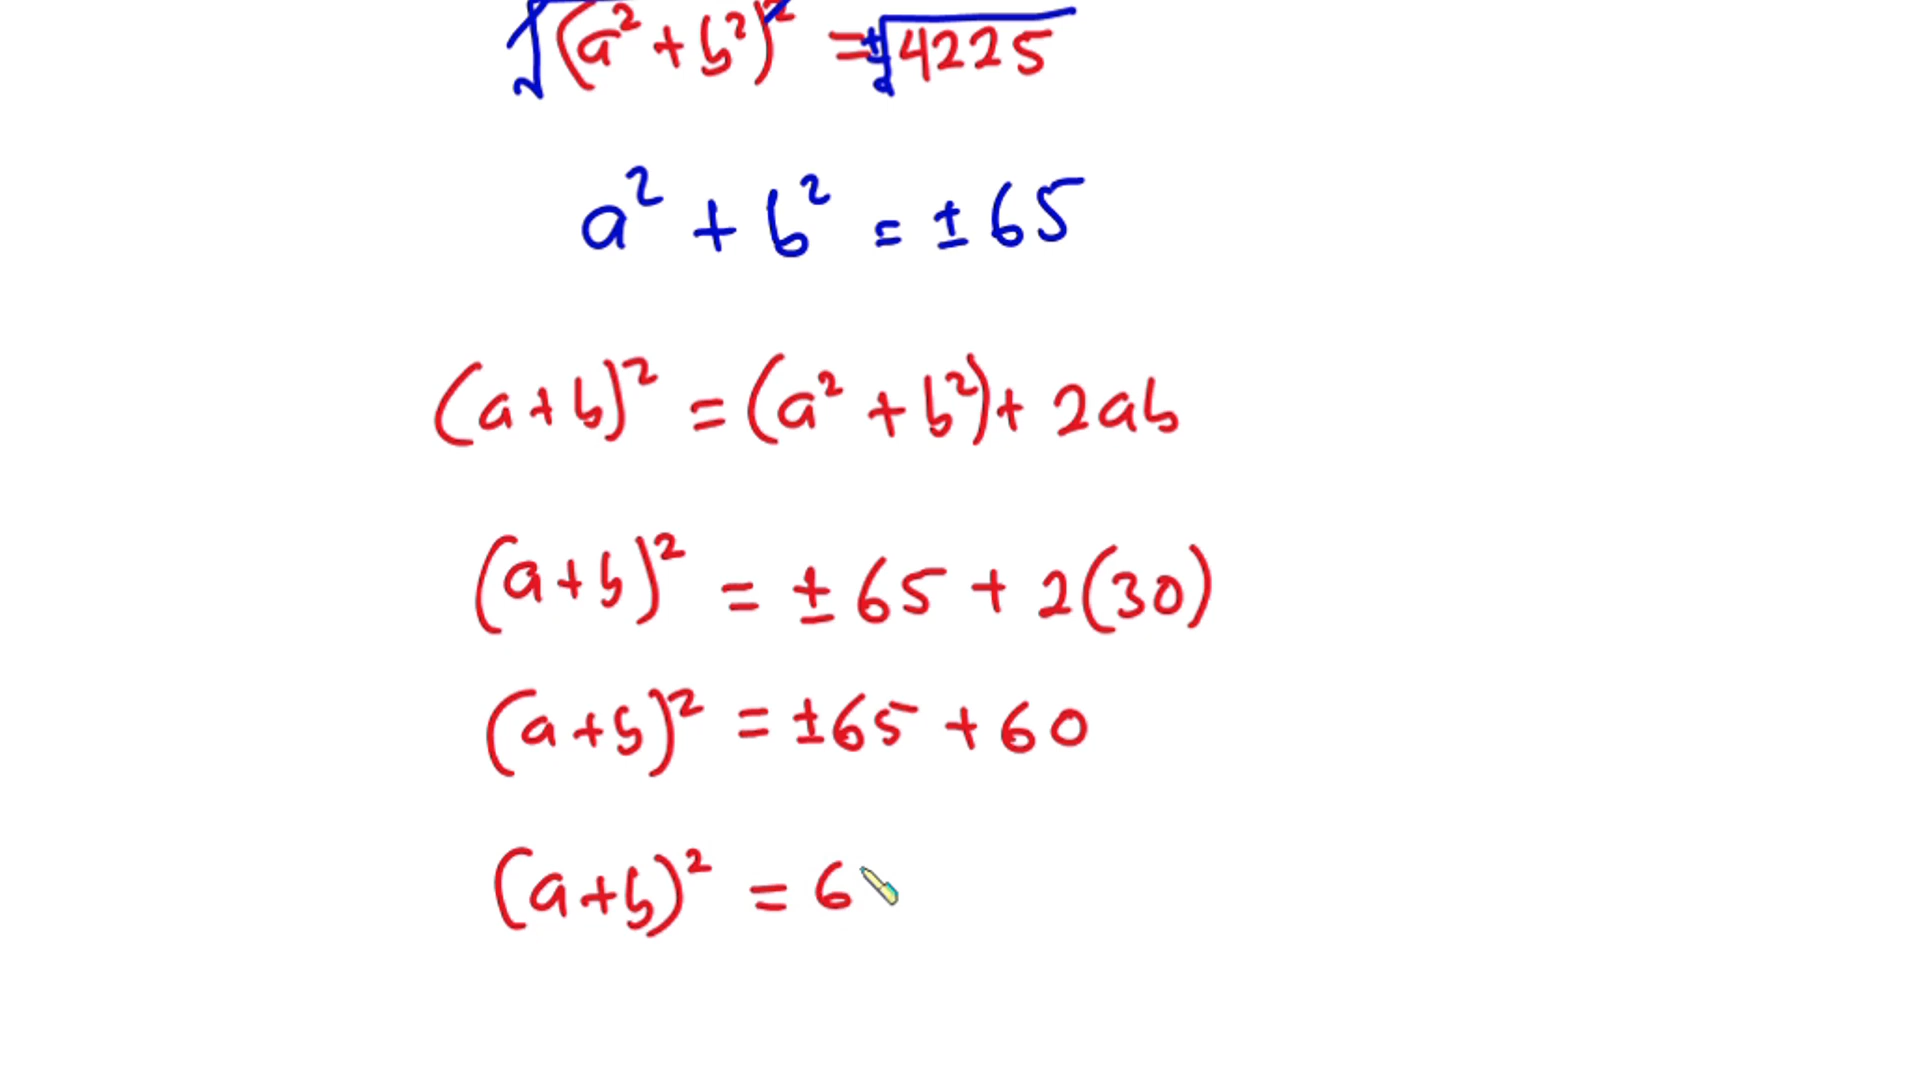 √(a² + b²)² = ±√4225
a² + b² = ±65
(a+b)² = (a² + b²) + 2ab
(a+b)² = ±65 + 2(30)
(a+b)² = ±65 + 60
(a+b)² = 6